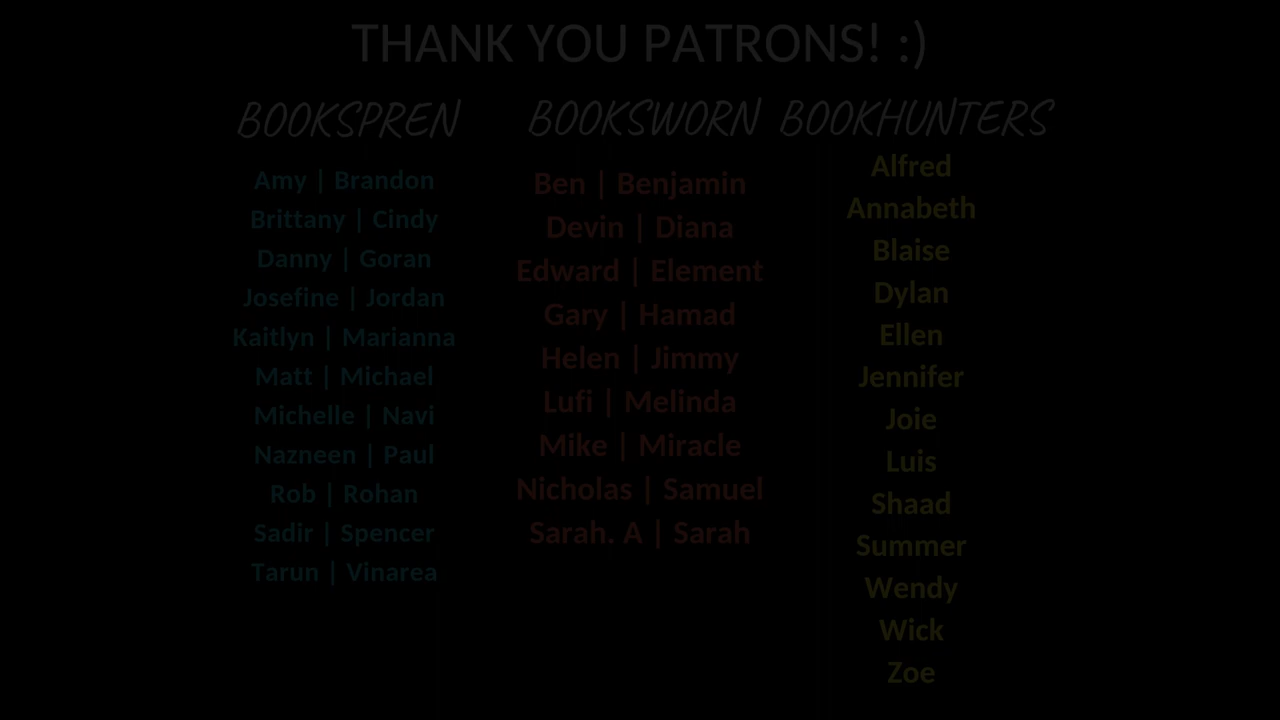 THANK YOU PATRONS! :)
BOOKSPREN
Amy | Brandon
Brittany | Cindy
Danny | Goran
Josefine | Jordan
Kaitlyn | Marianna
Matt | Michael
Michelle | Navi
Nazneen | Paul
Rob | Rohan
Sadir | Spencer
Tarun | Vinarea
BOOKSWORN
Ben | Benjamin
Devin | Diana
Edward | Element
Gary | Hamad
Helen | Jimmy
Lufi | Melinda
Mike | Miracle
Nicholas | Samuel
Sarah. A | Sarah
BOOKHUNTERS
Alfred
Annabeth
Blaise
Dylan
Ellen
Jennifer
Joie
Luis
Shaad
Summer
Wendy
Wick
Zoe